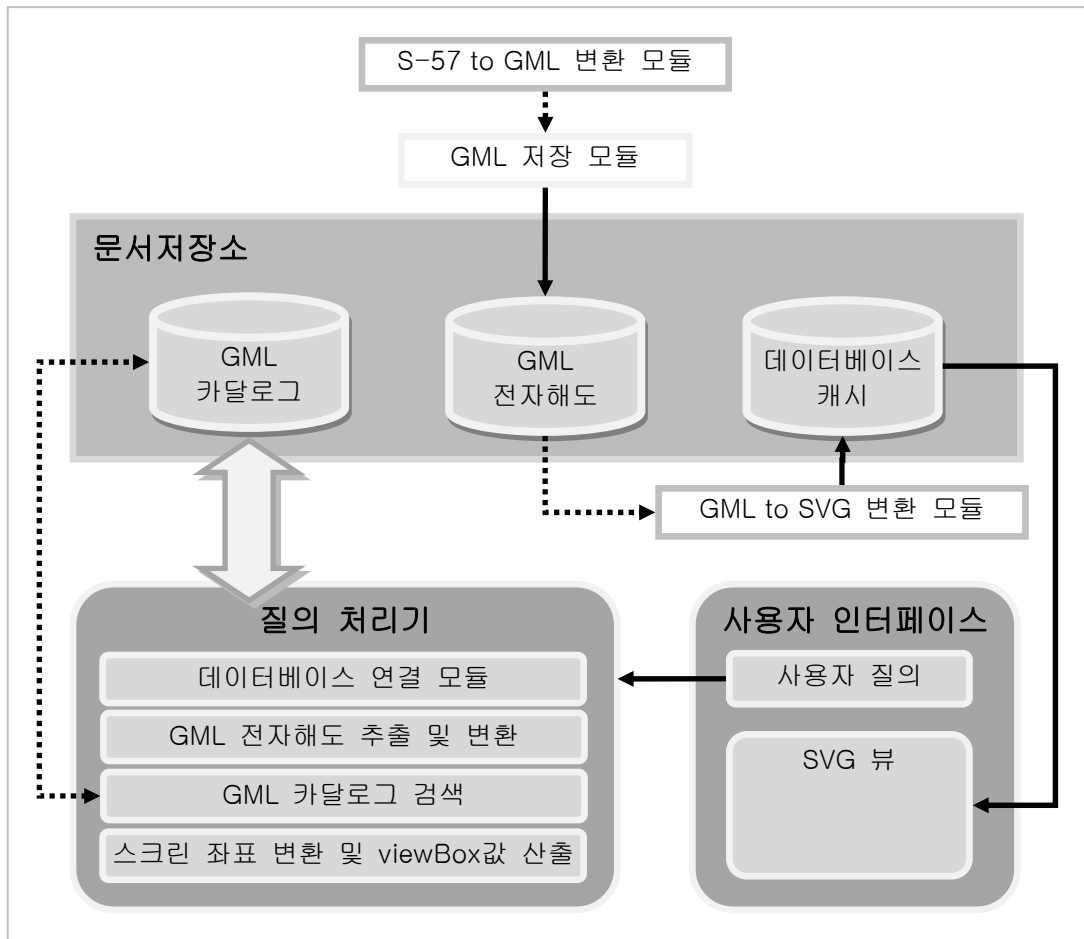 S-57 to GML 변환 모듈
GML 저장 모듈
문서저장소
GML
카달로그
GML
전자해도
데이터베이스
캐시
GML to SVG 변환 모듈
질의 처리기
데이터베이스 연결 모듈
GML 전자해도 추출 및 변환
GML 카달로그 검색
스크린 좌표 변환 및 viewBox값 산출
사용자 인터페이스
사용자 질의
SVG 뷰